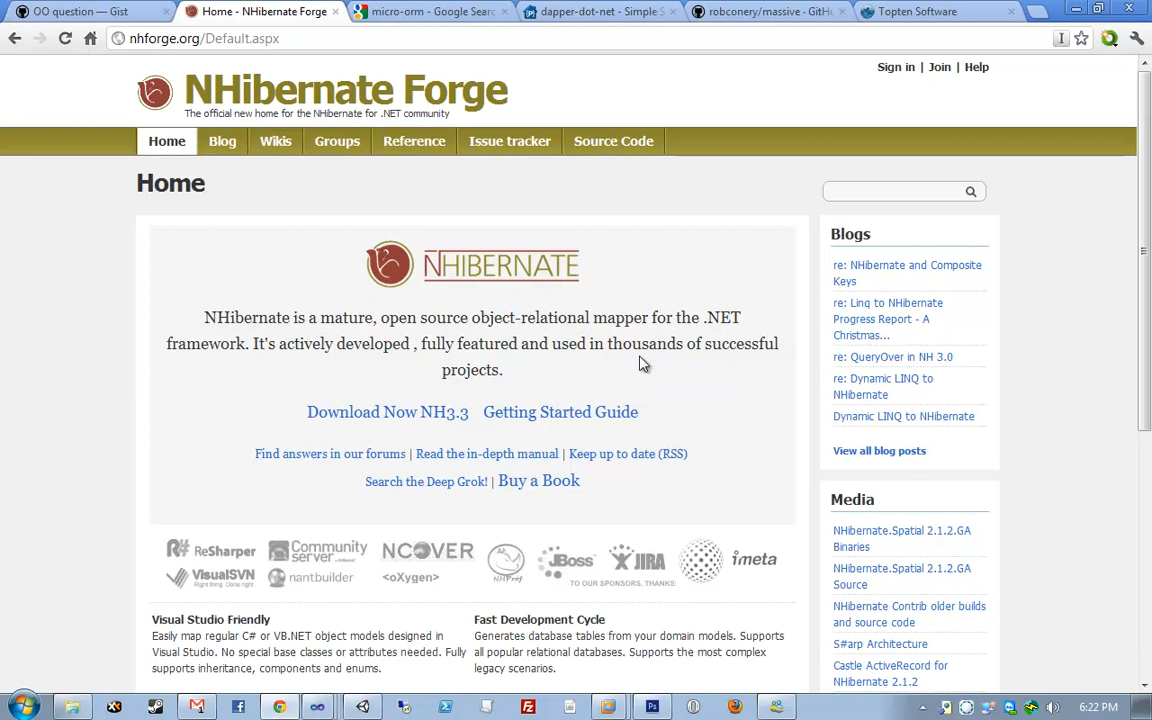 OO question — Gist
Home - NHibernate Forge
micro-orm - Google Searc
dapper-dot-net - Simple S
robconery/massive · GitH
Topten Software
nhforge.org/Default.aspx
Sign in | Join | Help
NHibernate Forge
The official new home for the NHibernate for .NET community
Home
Blog
Wikis
Groups
Reference
Issue tracker
Source Code
Home
NHIBERNATE
NHibernate is a mature, open source object-relational mapper for the .NET
framework. It's actively developed , fully featured and used in thousands of successful
projects.
Download Now NH3.3 Getting Started Guide
Find answers in our forums | Read the in-depth manual | Keep up to date (RSS)
Search the Deep Grok! | Buy a Book
ReSharper
Community
server
NCOVER
JBoss
JIRA
imeta
VisualSVN
Right thing. Done right
nantbuilder
<oXygen>
NHProf
TO OUR SPONSORS, THANKS:
Visual Studio Friendly
Easily map regular C# or VB.NET object models designed in
Visual Studio. No special base classes or attributes needed. Fully
supports inheritance, components and enums.
Fast Development Cycle
Generates database tables from your domain models. Supports
all popular relational databases. Supports the most complex
legacy scenarios.
Blogs
re: NHibernate and Composite
Keys
re: Linq to NHibernate
Progress Report - A
Christmas...
re: QueryOver in NH 3.0
re: Dynamic LINQ to
NHibernate
Dynamic LINQ to NHibernate
View all blog posts
Media
NHibernate.Spatial 2.1.2.GA
Binaries
NHibernate.Spatial 2.1.2.GA
Source
NHibernate Contrib older builds
and source code
S#arp Architecture
Castle ActiveRecord for
NHibernate 2.1.2
6:22 PM